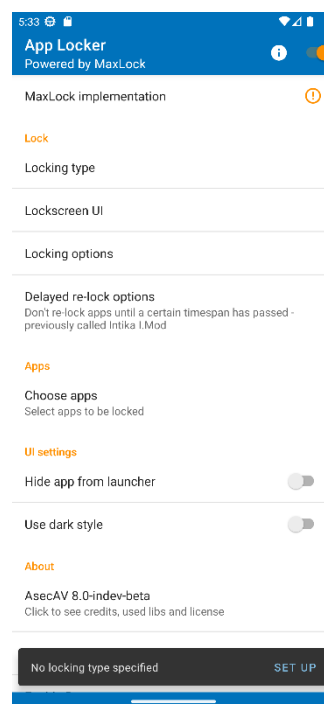 5:33
App Locker
Powered by MaxLock
MaxLock implementation
Lock
Locking type
Lockscreen UI
Locking options
Delayed re-lock options
Don't re-lock apps until a certain timespan has passed -
previously called Intika I.Mod
Apps
Choose apps
Select apps to be locked
UI settings
Hide app from launcher
Use dark style
About
AsecAV 8.0-indev-beta
Click to see credits, used libs and license
No locking type specified
SET UP